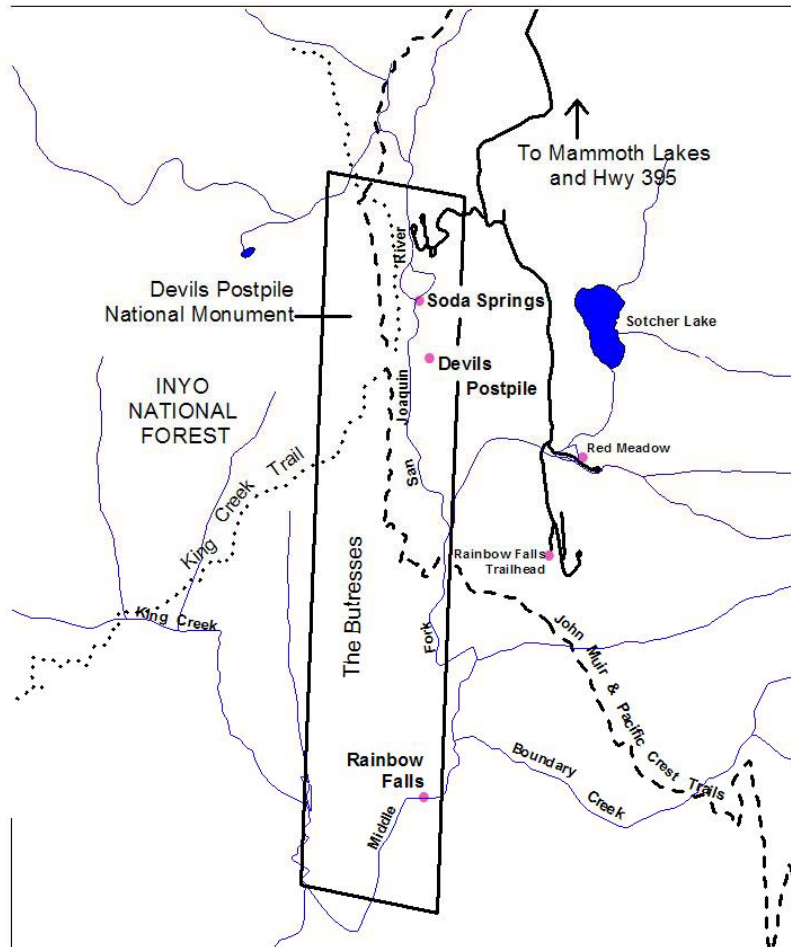 To Mammoth Lakes
and Hwy 395
River
Devils Postpile
National Monument
Soda Springs
Sotcher Lake
Devils
Postpile
Joaquin
INYO
NATIONAL
FOREST
King Creek Trail
San
Red Meadow
Rainbow Falls
Trailhead
The Butresses
King Creek
Fork
John Muir & Pacific Crest Trails
Rainbow
Falls
Boundary
Creek
Middle